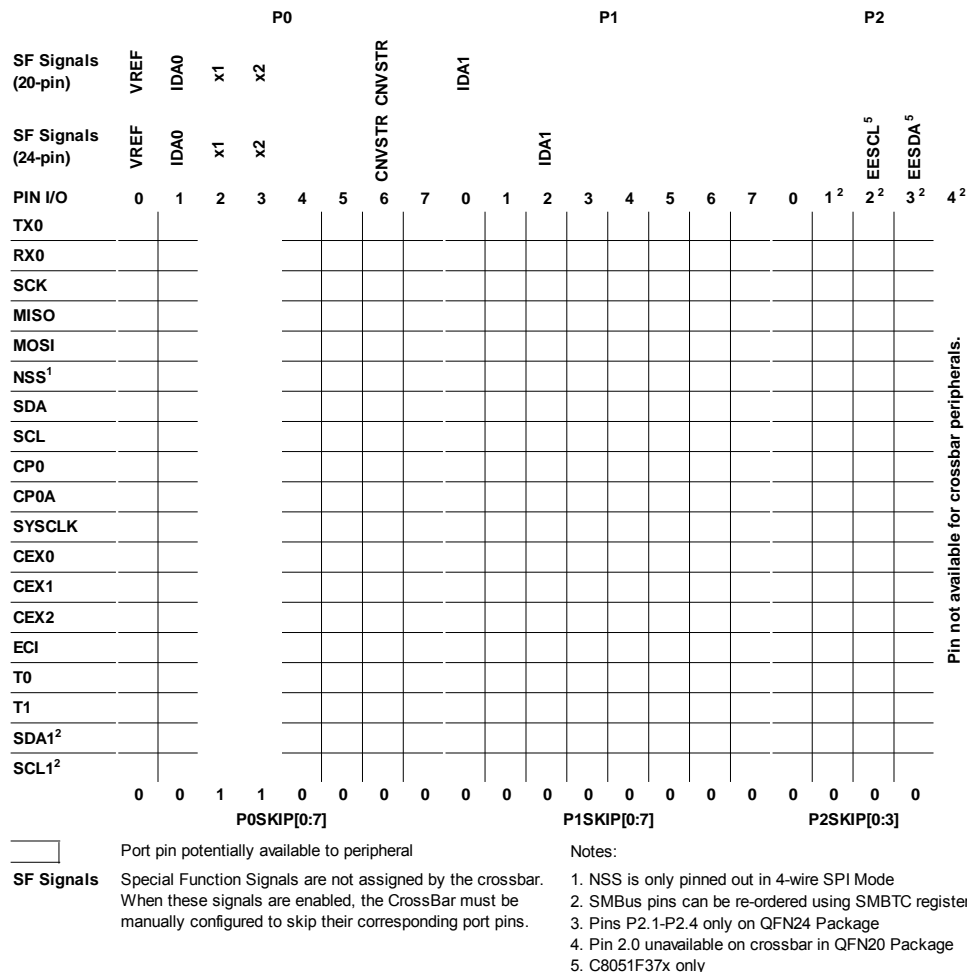 P0 P1 P2
SF Signals (20-pin) VREF IDA0 x1 x2 CNVSTR IDA1
SF Signals (24-pin) VREF IDA0 x1 x2 CNVSTR IDA1 EESCL5 EESDA5
PIN I/O 0 1 2 3 4 5 6 7 0 1 2 3 4 5 6 7 0 1 2 2 2 3 2 4 2
TX0
RX0
SCK
MISO
MOSI
NSS1
SDA
SCL
CP0
CP0A
SYSCLK
CEX0
CEX1
CEX2
ECI
T0
T1
SDA12
SCL12
Pin not available for crossbar peripherals.
0 0 1 1 0 0 0 0 0 0 0 0 0 0 0 0 0 0 0 0
P0SKIP[0:7] P1SKIP[0:7] P2SKIP[0:3]
Port pin potentially available to peripheral
SF Signals Special Function Signals are not assigned by the crossbar.
When these signals are enabled, the CrossBar must be
manually configured to skip their corresponding port pins.
Notes:
1. NSS is only pinned out in 4-wire SPI Mode
2. SMBus pins can be re-ordered using SMBTC register
3. Pins P2.1-P2.4 only on QFN24 Package
4. Pin 2.0 unavailable on crossbar in QFN20 Package
5. C8051F37x only